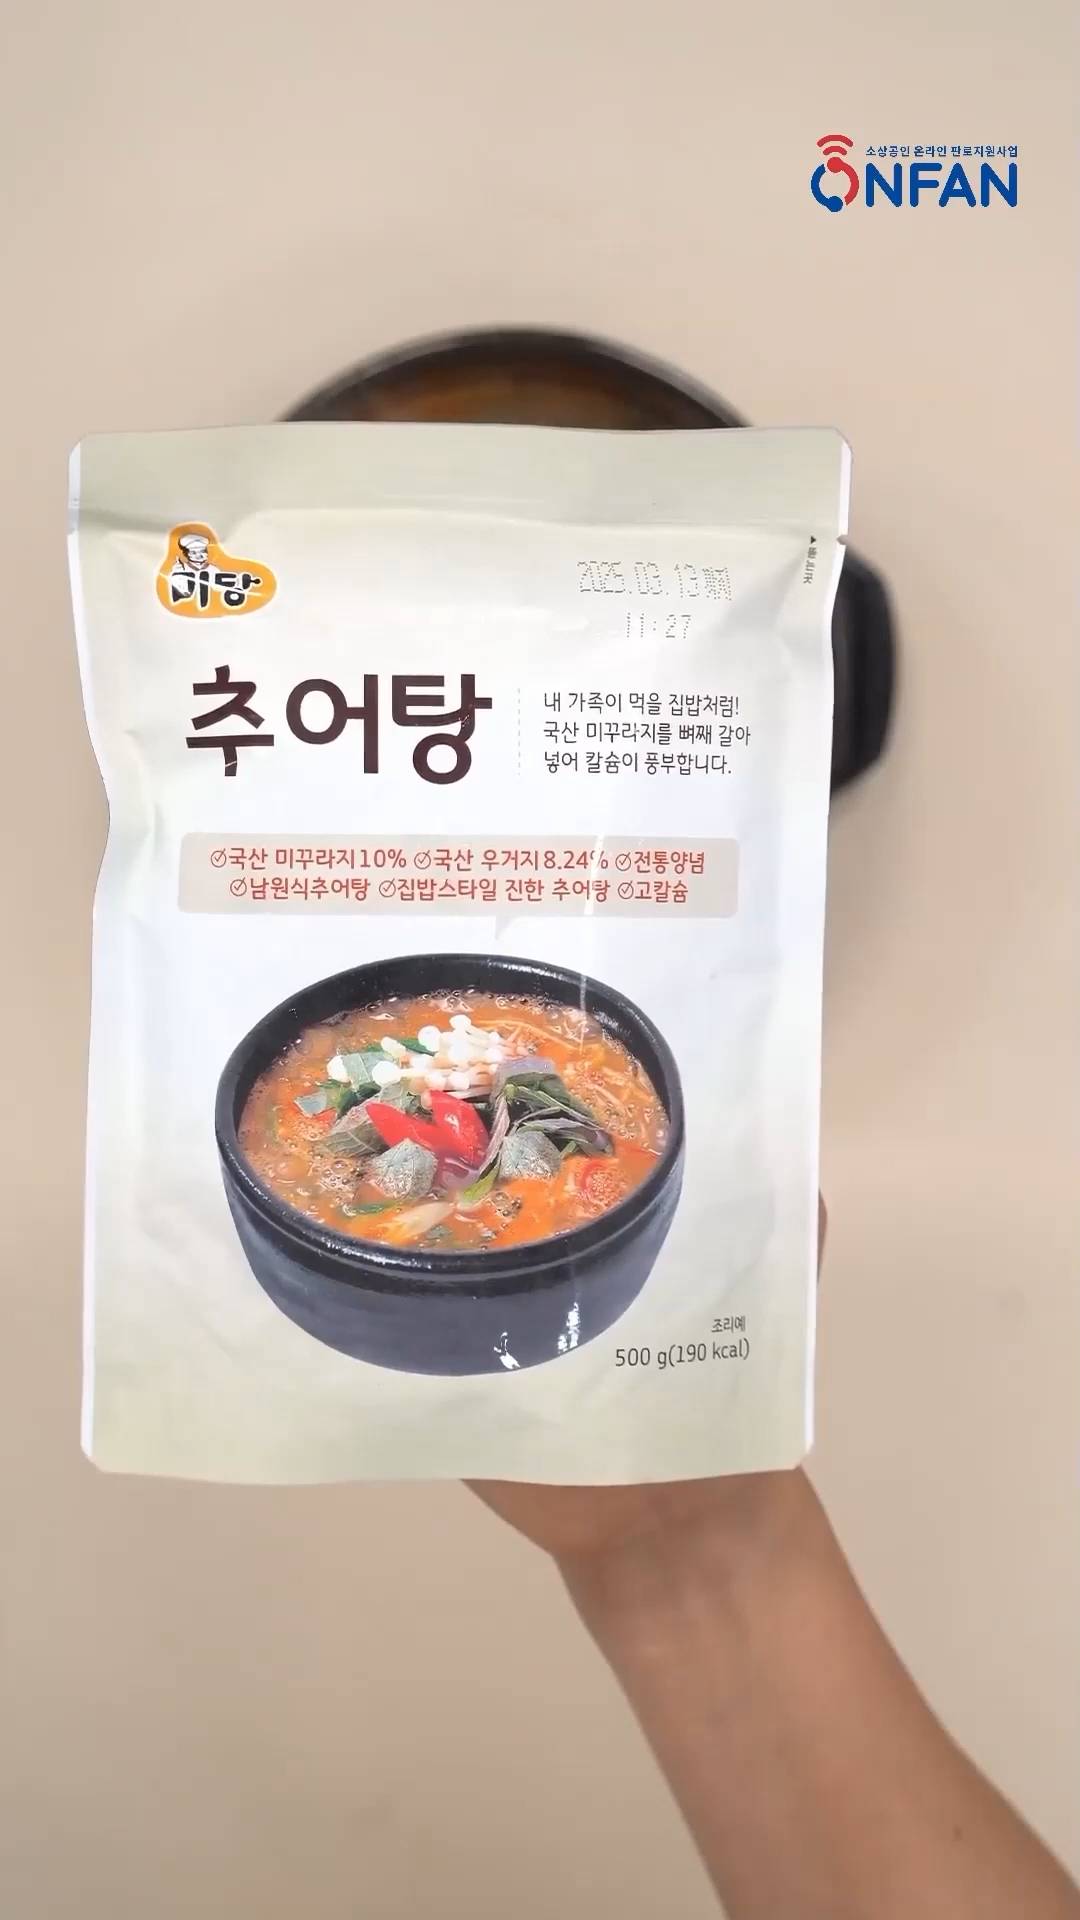 소상공인 온라인 판로지원사업
ONFAN
미당
2025. 03. 13
11:27
추어탕
내 가족이 먹을 집밥처럼!
국산 미꾸라지를 뼈째 갈아
넣어 칼슘이 풍부합니다.
국산 미꾸라지10% 국산 우거지8.24% 전통양념
남원식추어탕 집밥스타일 진한 추어탕 고칼슘
조리예
500 g(190 kcal)